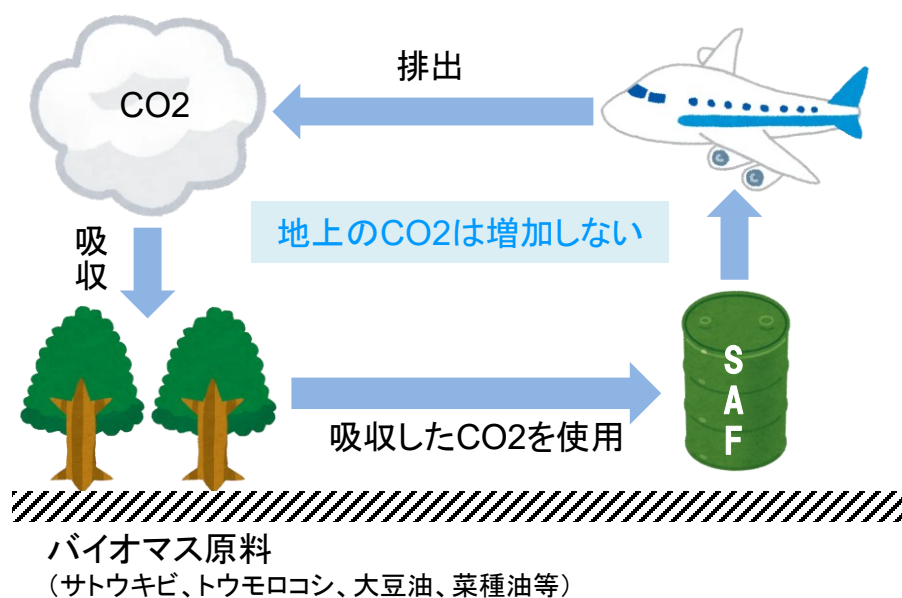 排出
CO2
地上のCO2は増加しない
吸収
SAF
吸収したCO2を使用
バイオマス原料
（サトウキビ、トウモロコシ、大豆油、菜種油等）